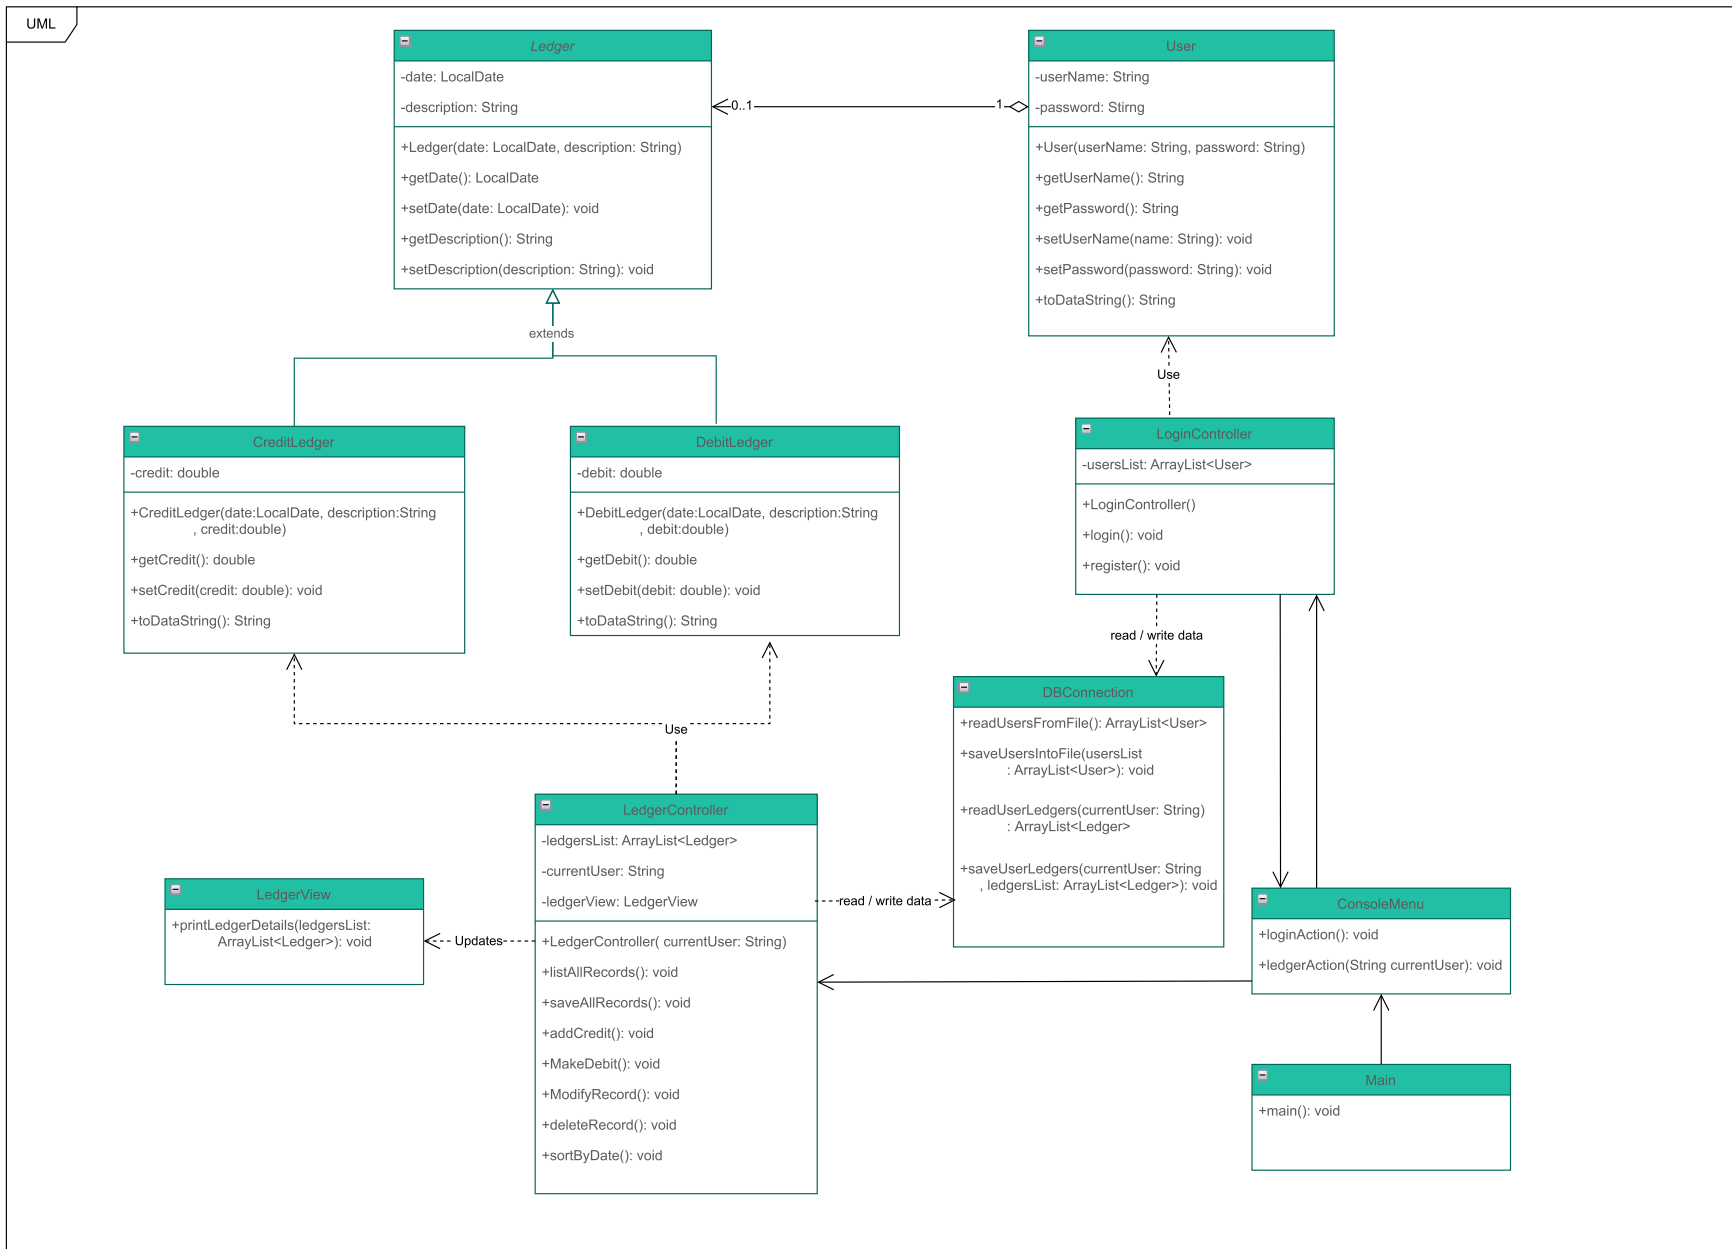 UML
Ledger
-date: LocalDate
-description: String
+Ledger(date: LocalDate, description: String)
+getDate(): LocalDate
+setDate(date: LocalDate): void
+getDescription(): String
+setDescription(description: String): void
0..1
1
User
-userName: String
-password: Stirng
+User(userName: String, password: String)
+getUserName(): String
+getPassword(): String
+setUserName(name: String): void
+setPassword(password: String): void
+toDataString(): String
extends
Use
CreditLedger
-credit: double
+CreditLedger(date:LocalDate, description:String
, credit:double)
+getCredit(): double
+setCredit(credit: double): void
+toDataString(): String
DebitLedger
-debit: double
+DebitLedger(date:LocalDate, description:String
, debit:double)
+getDebit(): double
+setDebit(debit: double): void
+toDataString(): String
LoginController
-usersList: ArrayList<User>
+LoginController()
+login(): void
+register(): void
read / write data
DBConnection
+readUsersFromFile(): ArrayList<User>
+saveUsersIntoFile(usersList
: ArrayList<User>): void
+readUserLedgers(currentUser: String)
: ArrayList<Ledger>
+saveUserLedgers(currentUser: String
, ledgersList: ArrayList<Ledger>): void
Use
LedgerController
-ledgersList: ArrayList<Ledger>
-currentUser: String
-ledgerView: LedgerView
+LedgerController( currentUser: String)
+listAllRecords(): void
+saveAllRecords(): void
+addCredit(): void
+MakeDebit(): void
+ModifyRecord(): void
+deleteRecord(): void
+sortByDate(): void
read / write data
Updates
LedgerView
+printLedgerDetails(ledgersList:
ArrayList<Ledger>): void
ConsoleMenu
+loginAction(): void
+ledgerAction(String currentUser): void
Main
+main(): void